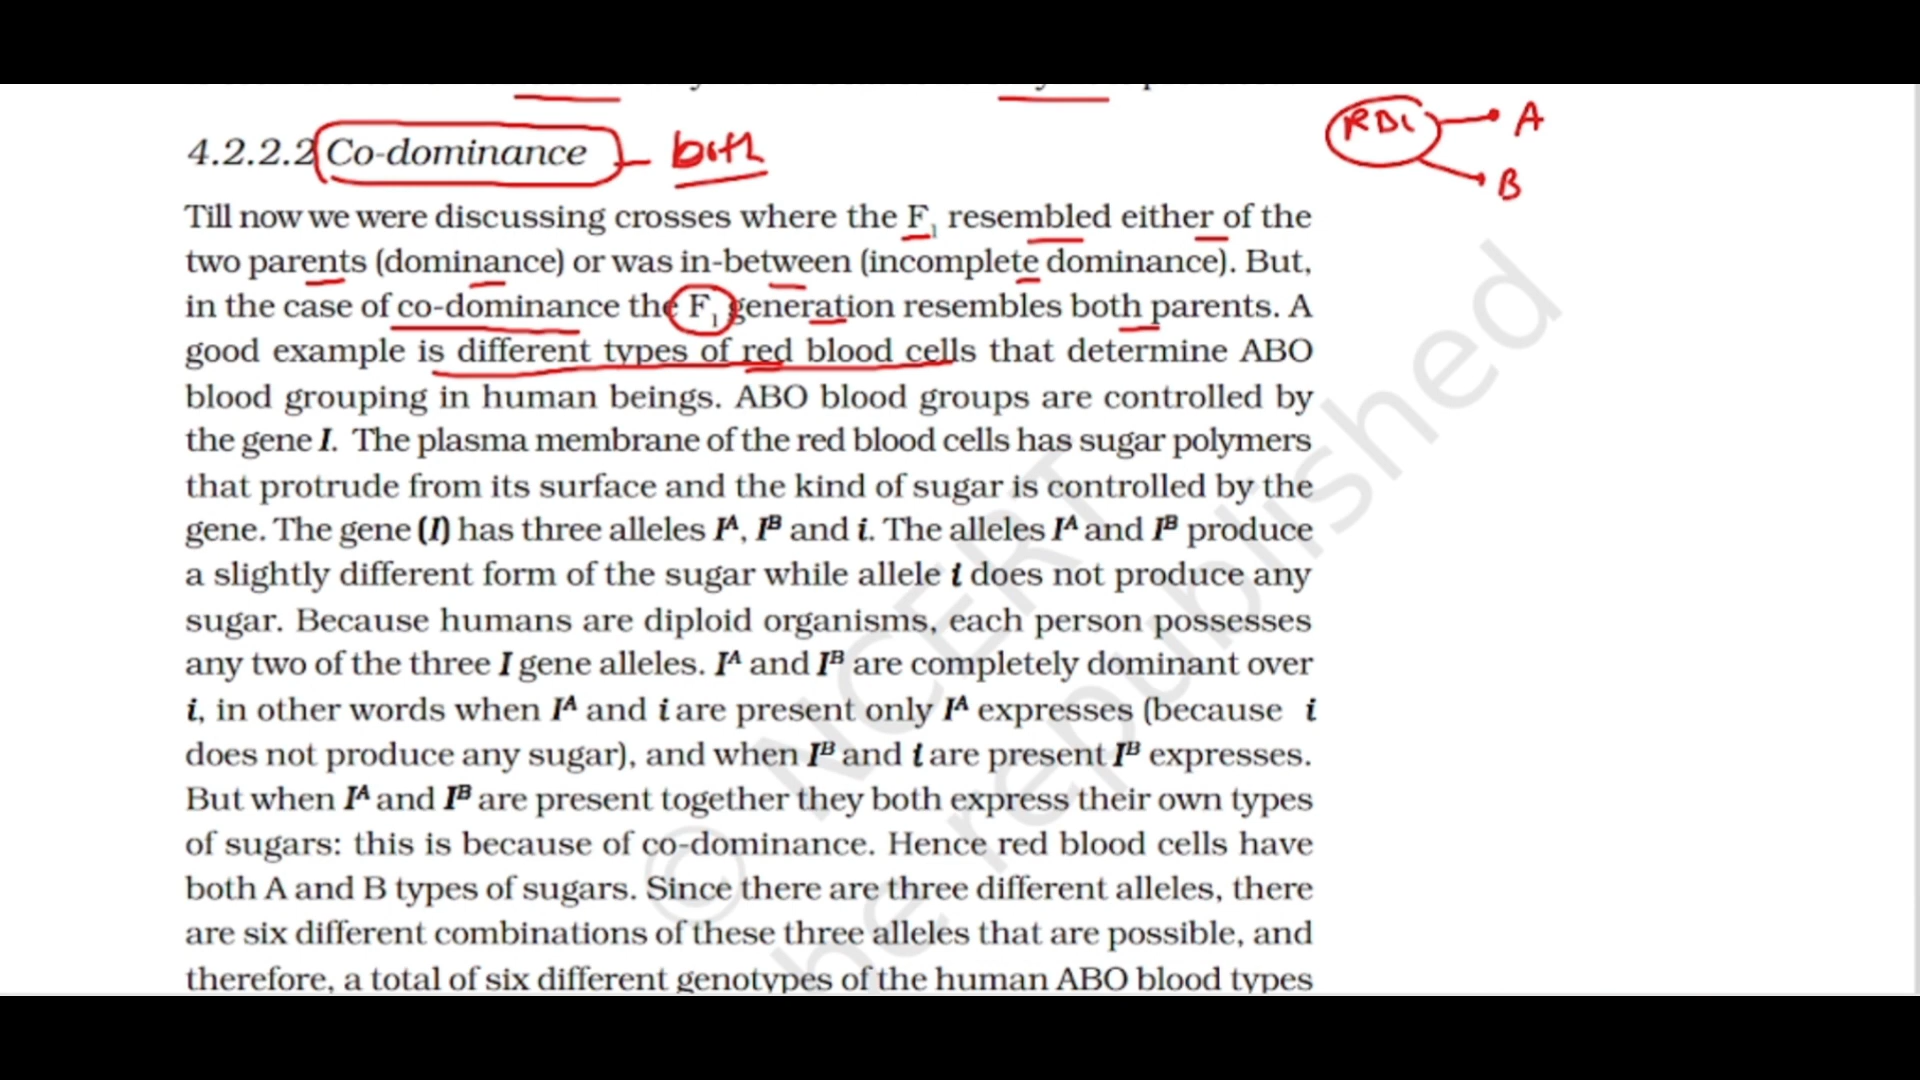 4.2.2.2 Co-dominance both
RBC A
B
Till now we were discussing crosses where the F₁ resembled either of the
two parents (dominance) or was in-between (incomplete dominance). But,
in the case of co-dominance the F₁ generation resembles both parents. A
good example is different types of red blood cells that determine ABO
blood grouping in human beings. ABO blood groups are controlled by
the gene I. The plasma membrane of the red blood cells has sugar polymers
that protrude from its surface and the kind of sugar is controlled by the
gene. The gene (I) has three alleles Iᴬ, Iᴮ and i. The alleles Iᴬ and Iᴮ produce
a slightly different form of the sugar while allele i does not produce any
sugar. Because humans are diploid organisms, each person possesses
any two of the three I gene alleles. Iᴬ and Iᴮ are completely dominant over
i, in other words when Iᴬ and i are present only Iᴬ expresses (because i
does not produce any sugar), and when Iᴮ and i are present Iᴮ expresses.
But when Iᴬ and Iᴮ are present together they both express their own types
of sugars: this is because of co-dominance. Hence red blood cells have
both A and B types of sugars. Since there are three different alleles, there
are six different combinations of these three alleles that are possible, and
therefore, a total of six different genotypes of the human ABO blood types
© NCERT
be republished